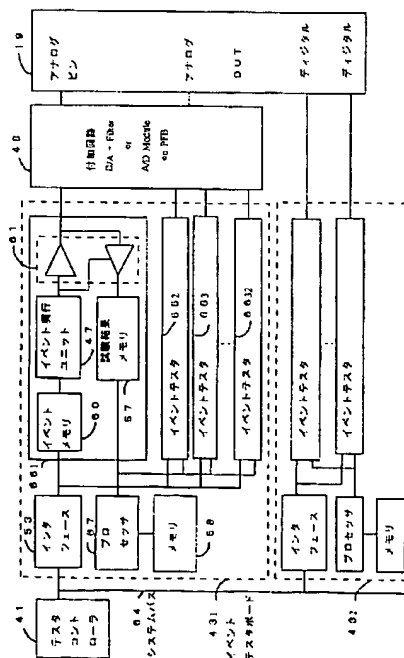 19
アナログ
ピン
アナログ
DUT
ディジタル
ディジタル
48
付加回路
D/A + Filter
or
A/D Module
on PFB
61
イベント実行
ユニット
47
試験結果
メモリ
57
イベント
メモリ
60
イベントテスタ
イベントテスタ
イベントテスタ
イベントテスタ
イベントテスタ
53
インタ
フェース
67
プロ
セッサ
メモリ
68
インタ
フェース
プロセッサ
メモリ
41
テスタ
コント
ローラ
64
システムバス
431
イベント
テスタボード
432